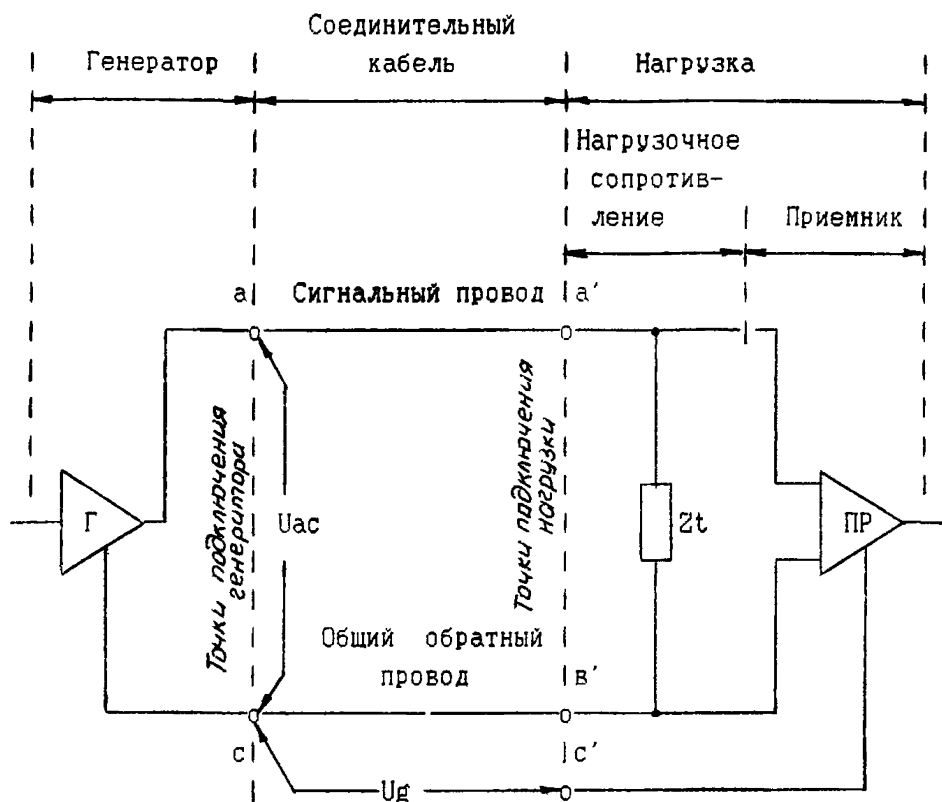 Соединительный
Генератор
кабель
Нагрузка
Нагрузочное
сопротив-
ление
Приемник
а
Сигнальный провод
а′
Точки подключения
генеритори
Точки подключения
нагрузки
Г
Uac
Zt
ПР
Общий обратный
провод
в′
с
с′
Ug